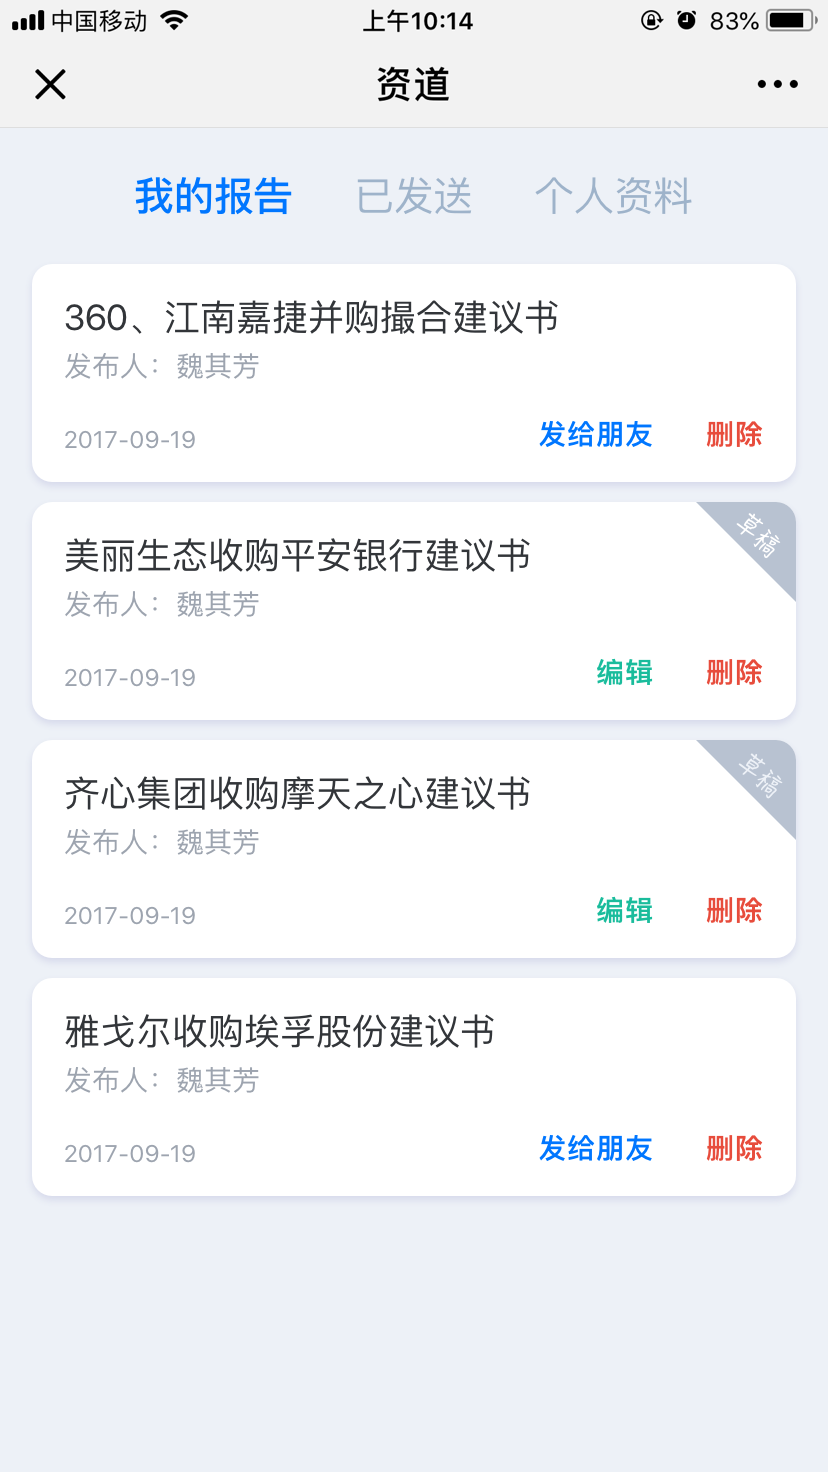 中国移动 上午10:14 83%
资道
我的报告 已发送 个人资料
360、江南嘉捷并购撮合建议书
发布人：魏其芳
2017-09-19 发给朋友 删除
草稿
美丽生态收购平安银行建议书
发布人：魏其芳
2017-09-19 编辑 删除
草稿
齐心集团收购摩天之心建议书
发布人：魏其芳
2017-09-19 编辑 删除
雅戈尔收购埃孚股份建议书
发布人：魏其芳
2017-09-19 发给朋友 删除